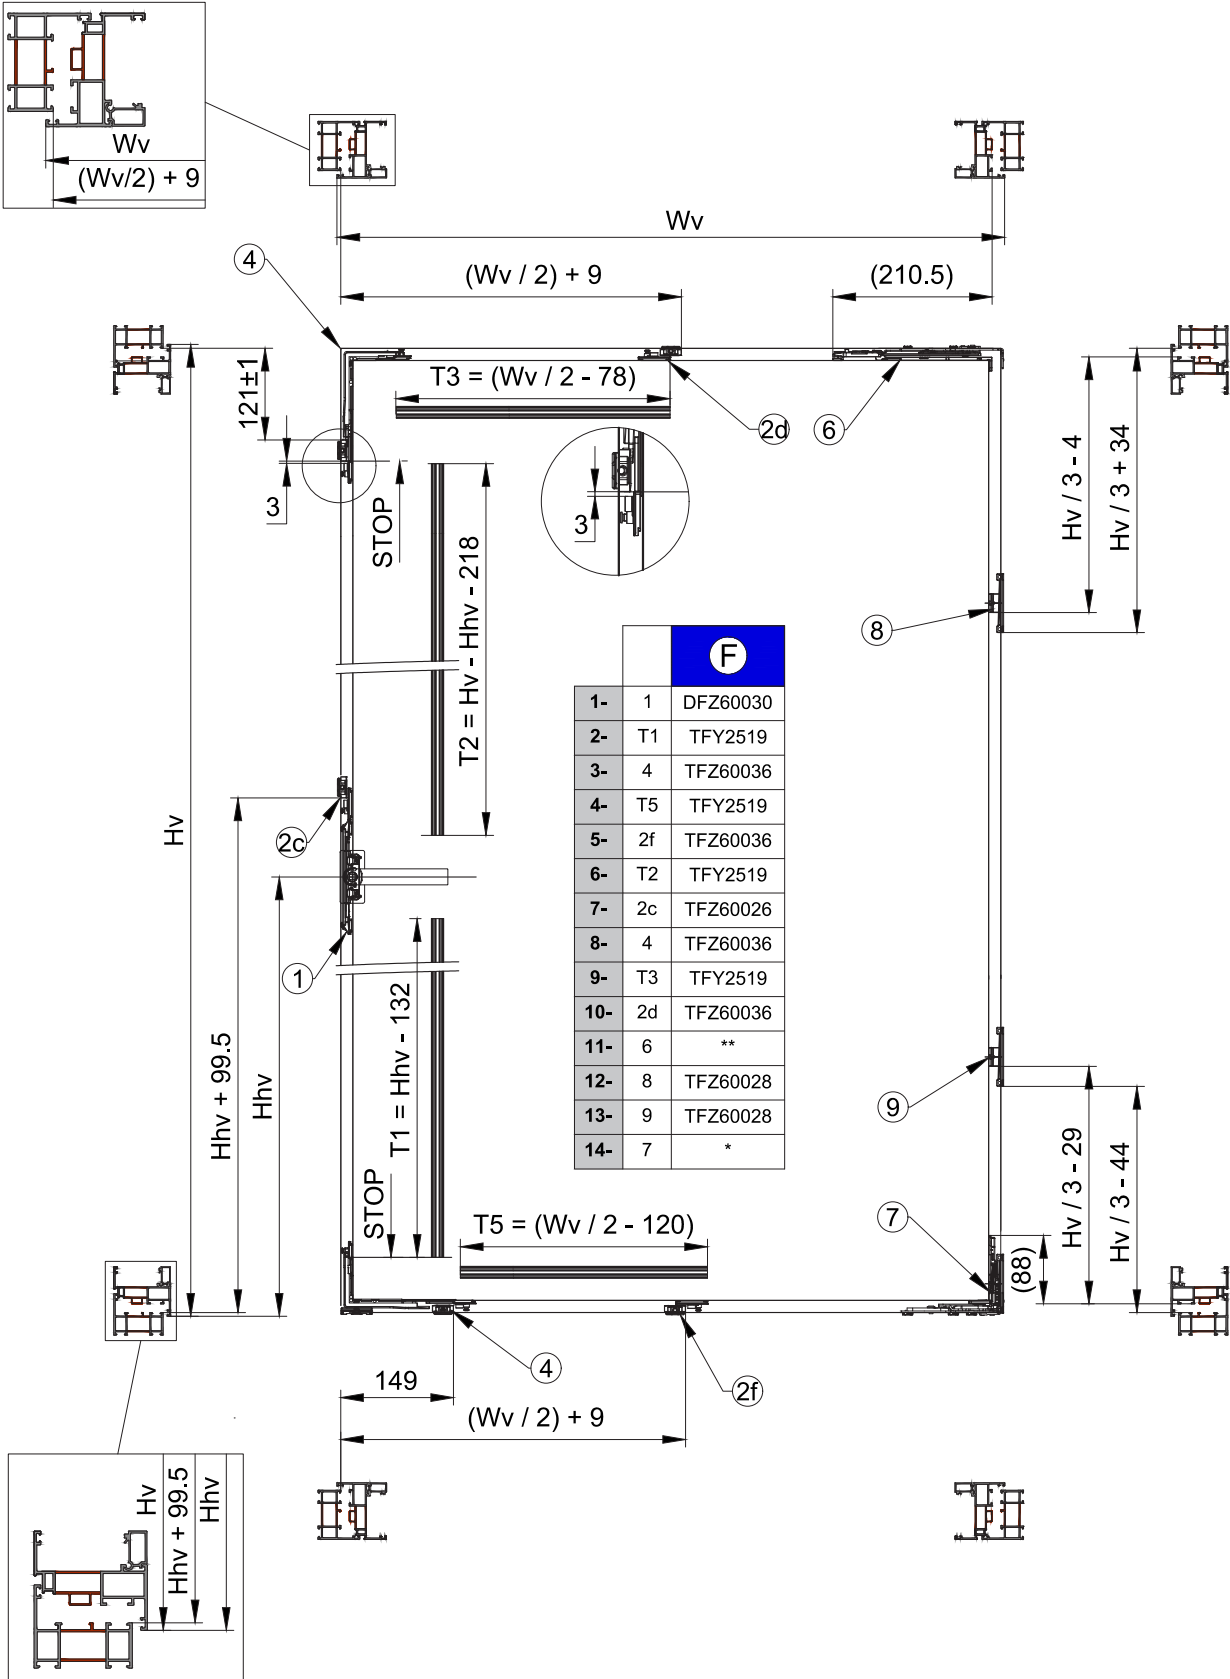 Wv
(Wv/2) + 9
Wv
4
(Wv / 2) + 9
(210.5)
121±1
T3 = (Wv / 2 - 78)
2d
6
Hv / 3 - 4
Hv / 3 + 34
3
STOP
3
T2 = Hv - Hhv - 218
8
F
1- 1 DFZ60030
2- T1 TFY2519
3- 4 TFZ60036
4- T5 TFY2519
5- 2f TFZ60036
6- T2 TFY2519
7- 2c TFZ60026
8- 4 TFZ60036
9- T3 TFY2519
10- 2d TFZ60036
11- 6 **
12- 8 TFZ60028
13- 9 TFZ60028
14- 7 *
Hv
2c
1
Hhv + 99.5
Hhv
T1 = Hhv - 132
STOP
9
Hv / 3 - 29
Hv / 3 - 44
7
(88)
T5 = (Wv / 2 - 120)
149
4
2f
(Wv / 2) + 9
Hv
Hhv + 99.5
Hhv